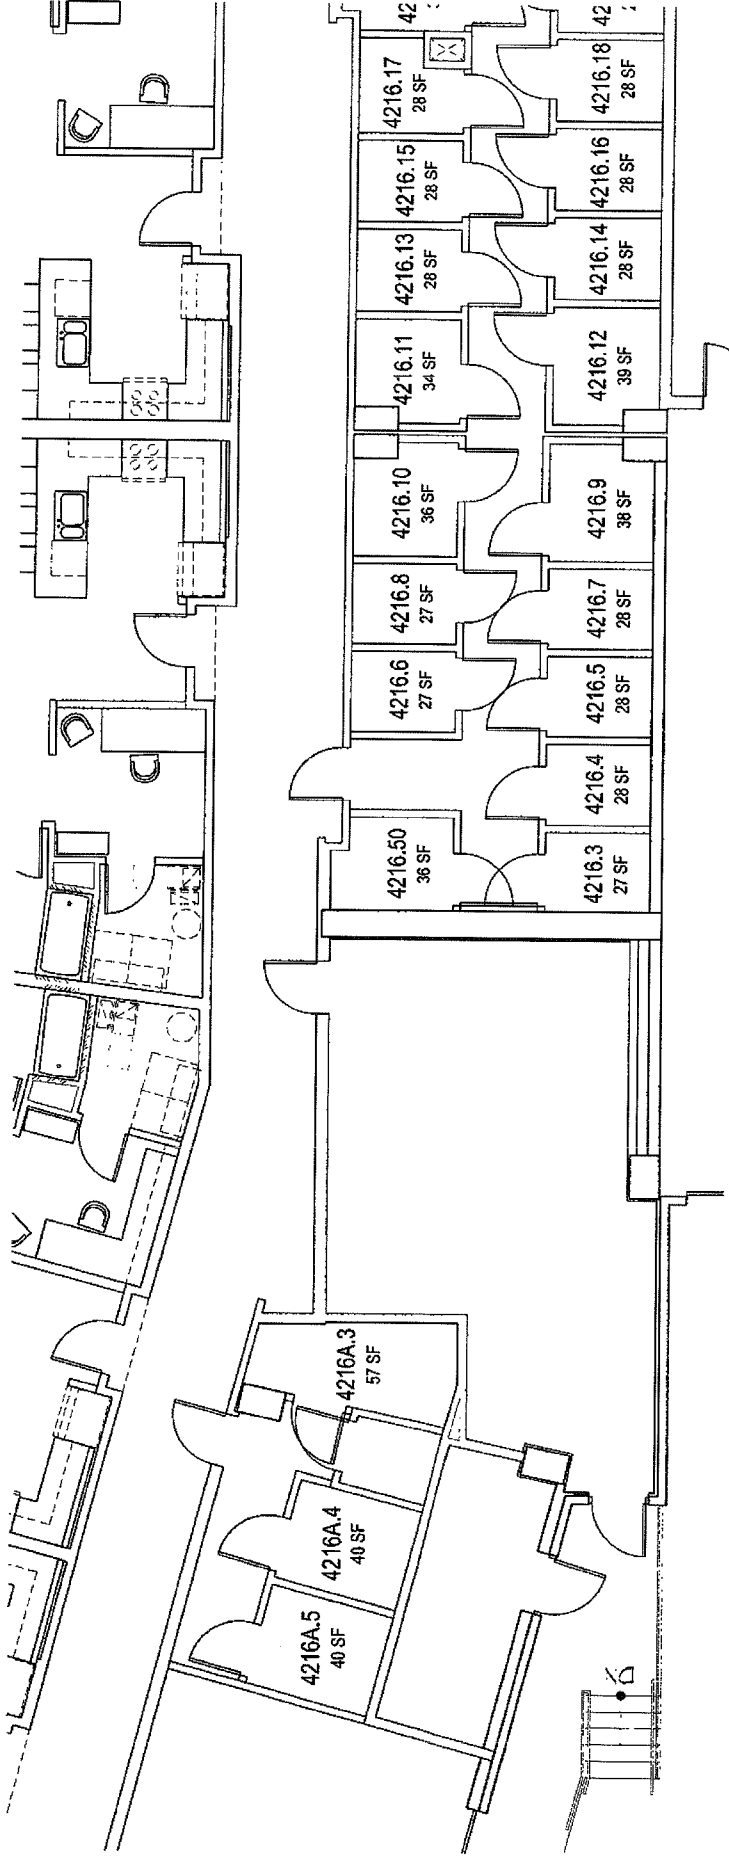 4216A.5
40 SF
4216A.4
40 SF
4216A.3
57 SF
4216.50
36 SF
4216.6
27 SF
4216.8
27 SF
4216.10
36 SF
4216.11
34 SF
4216.13
28 SF
4216.15
28 SF
4216.17
28 SF
42
4216.3
27 SF
4216.4
28 SF
4216.5
28 SF
4216.7
28 SF
4216.9
38 SF
4216.12
39 SF
4216.14
28 SF
4216.16
28 SF
4216.18
28 SF
42